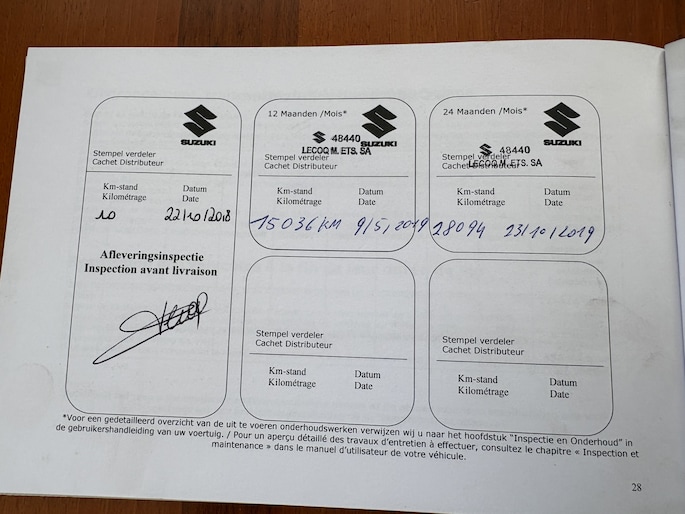 SUZUKI
Stempel verdeler
Cachet Distributeur
Km-stand Datum
Kilométrage Date
10 22/10/2018
Afleveringsinspectie
Inspection avant livraison
12 Maanden /Mois*
SUZUKI
48440
LECOQ M. ETS. SA
Stempel verdeler
Cachet Distributeur
Km-stand Datum
Kilométrage Date
15036 KM 9/5/2019
24 Maanden /Mois*
SUZUKI
48440
LECOQ M. ETS. SA
Stempel verdeler
Cachet Distributeur
Km-stand Datum
Kilométrage Date
28094 23/10/2019
Stempel verdeler
Cachet Distributeur
Km-stand Datum
Kilométrage Date
Stempel verdeler
Cachet Distributeur
Km-stand Datum
Kilométrage Date
*Voor een gedetailleerd overzicht van de uit te voeren onderhoudswerken verwijzen wij u naar het hoofdstuk "Inspectie en Onderhoud" in
de gebruikershandleiding van uw voertuig. / Pour un aperçu détaillé des travaux d'entretien à effectuer, consultez le chapitre « Inspection et
maintenance » dans le manuel d'utilisateur de votre véhicule.
28